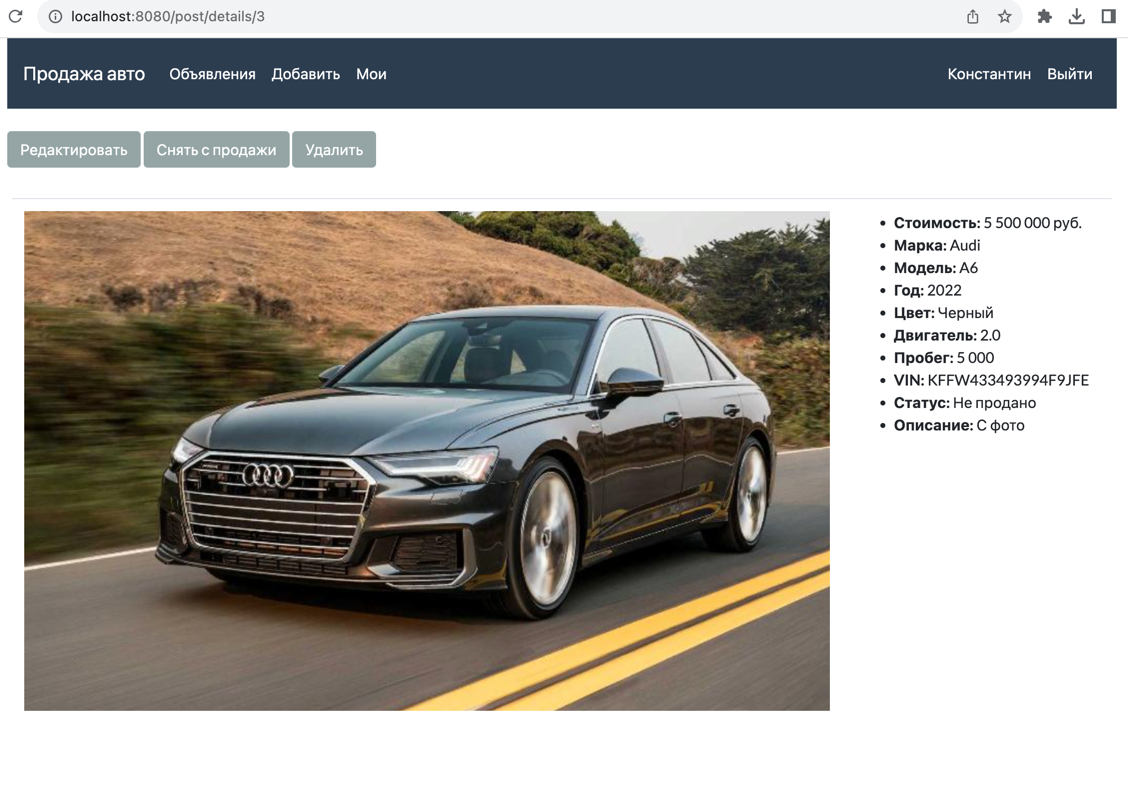 localhost:8080/post/details/3
Продажа авто Объявления Добавить Мои Константин Выйти
Редактировать Снять с продажи Удалить
Стоимость: 5 500 000 руб.
Марка: Audi
Модель: A6
Год: 2022
Цвет: Черный
Двигатель: 2.0
Пробег: 5 000
VIN: KFFW433493994F9JFE
Статус: Не продано
Описание: С фото